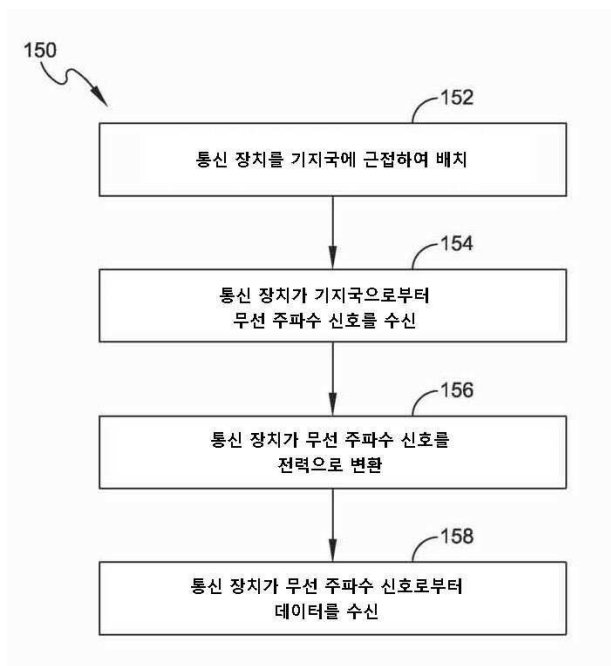 150
152
통신 장치를 기지국에 근접하여 배치
154
통신 장치가 기지국으로부터
무선 주파수 신호를 수신
156
통신 장치가 무선 주파수 신호를
전력으로 변환
158
통신 장치가 무선 주파수 신호로부터
데이터를 수신